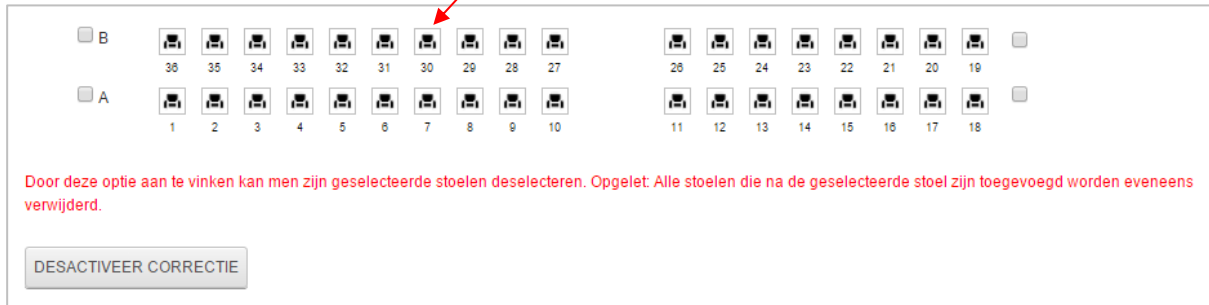 B
36 35 34 33 32 31 30 29 28 27 26 25 24 23 22 21 20 19
A
1 2 3 4 5 6 7 8 9 10 11 12 13 14 15 16 17 18
Door deze optie aan te vinken kan men zijn geselecteerde stoelen deselecteren. Opgelet: Alle stoelen die na de geselecteerde stoel zijn toegevoegd worden eveneens
verwijderd.
DESACTIVEER CORRECTIE